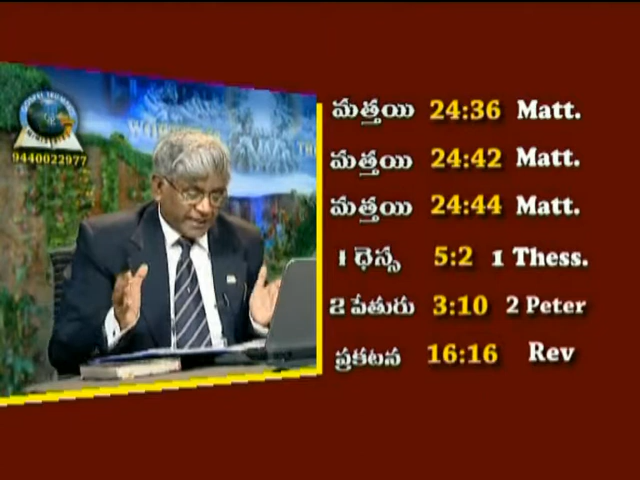 9440022977
మత్తయి 24:36 Matt.
మత్తయి 24:42 Matt.
మత్తయి 24:44 Matt.
1 థెస్స 5:2 1 Thess.
2 పేతురు 3:10 2 Peter
ప్రకటన 16:16 Rev